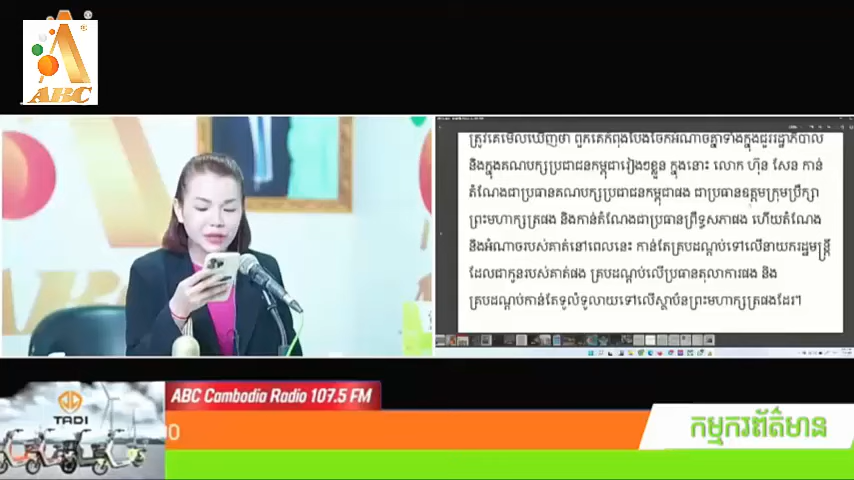 ABC
ត្រូវគេមើលឃើញថា ពួកគេកំពុងបែងចែកអំណាចគ្នាទាំងក្នុងជួររដ្ឋាភិបាល
និងក្នុងគណបក្សប្រជាជនកម្ពុជារៀងៗខ្លួន ក្នុងនោះ លោក ហ៊ុន សែន កាន់
តំណែងជាប្រធានគណបក្សប្រជាជនកម្ពុជាផង ជាប្រធានឧត្តមក្រុមប្រឹក្សា
ព្រះមហាក្សត្រផង និងកាន់តំណែងជាប្រធានព្រឹទ្ធសភាផង ហើយតំណែង
និងអំណាចរបស់គាត់នៅពេលនេះ កាន់តែគ្របដណ្តប់ទៅលើនាយករដ្ឋមន្ត្រី
ដែលជាកូនរបស់គាត់ផង គ្របដណ្តប់លើប្រធានតុលាការផង និង
គ្របដណ្តប់កាន់តែទូលំទូលាយទៅលើស្ថាប័នព្រះមហាក្សត្រផងដែរ។
TADI
ABC Cambodia Radio 107.5 FM
កម្មករព័ត៌មាន